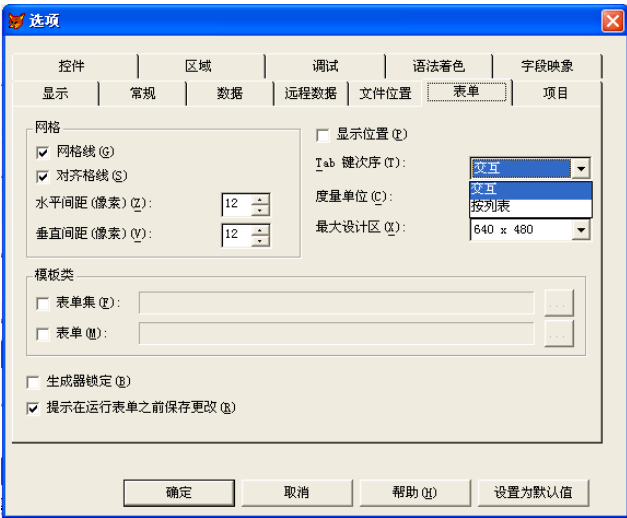 选项
控件 区域 调试 语法着色 字段映象
显示 常规 数据 远程数据 文件位置 表单 项目
网格
网格线(G)
对齐格线(S)
水平间距(像素)(Z): 12
垂直间距(像素)(V): 12
显示位置(P)
Tab 键次序(T): 交互
交互
按列表
度量单位(C):
最大设计区(X): 640 x 480
模板类
表单集(F): ...
表单(M): ...
生成器锁定(B)
提示在运行表单之前保存更改(R)
确定 取消 帮助(H) 设置为默认值